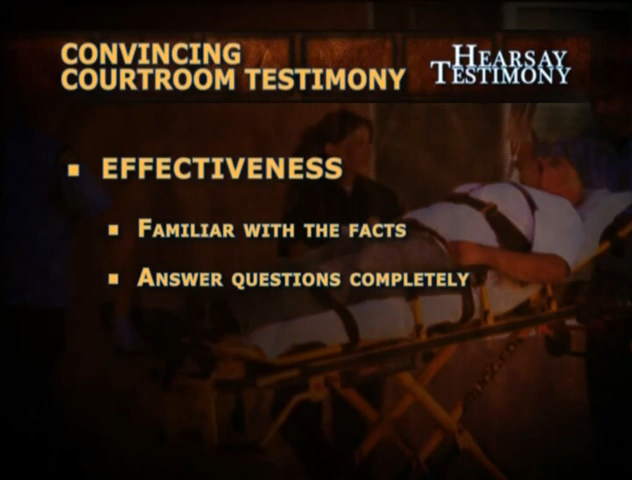 CONVINCING
COURTROOM TESTIMONY
HEARSAY
TESTIMONY
EFFECTIVENESS
FAMILIAR WITH THE FACTS
ANSWER QUESTIONS COMPLETELY